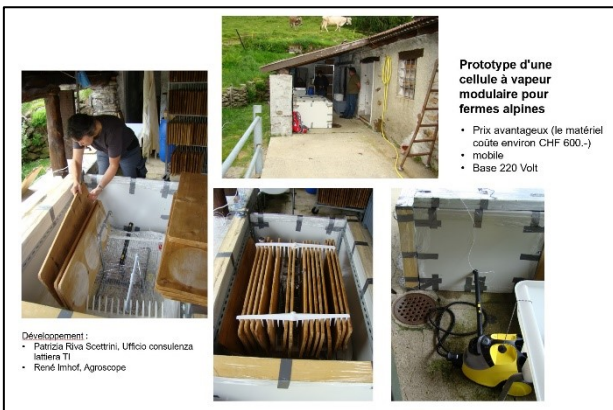 Prototype d'une
cellule à vapeur
modulaire pour
fermes alpines
• Prix avantageux (le matériel
coûte environ CHF 600.-)
• mobile
• Base 220 Volt
Développement :
• Patrizia Riva Scettrini, Ufficio consulenza
lattiera TI
• René Imhof, Agroscope